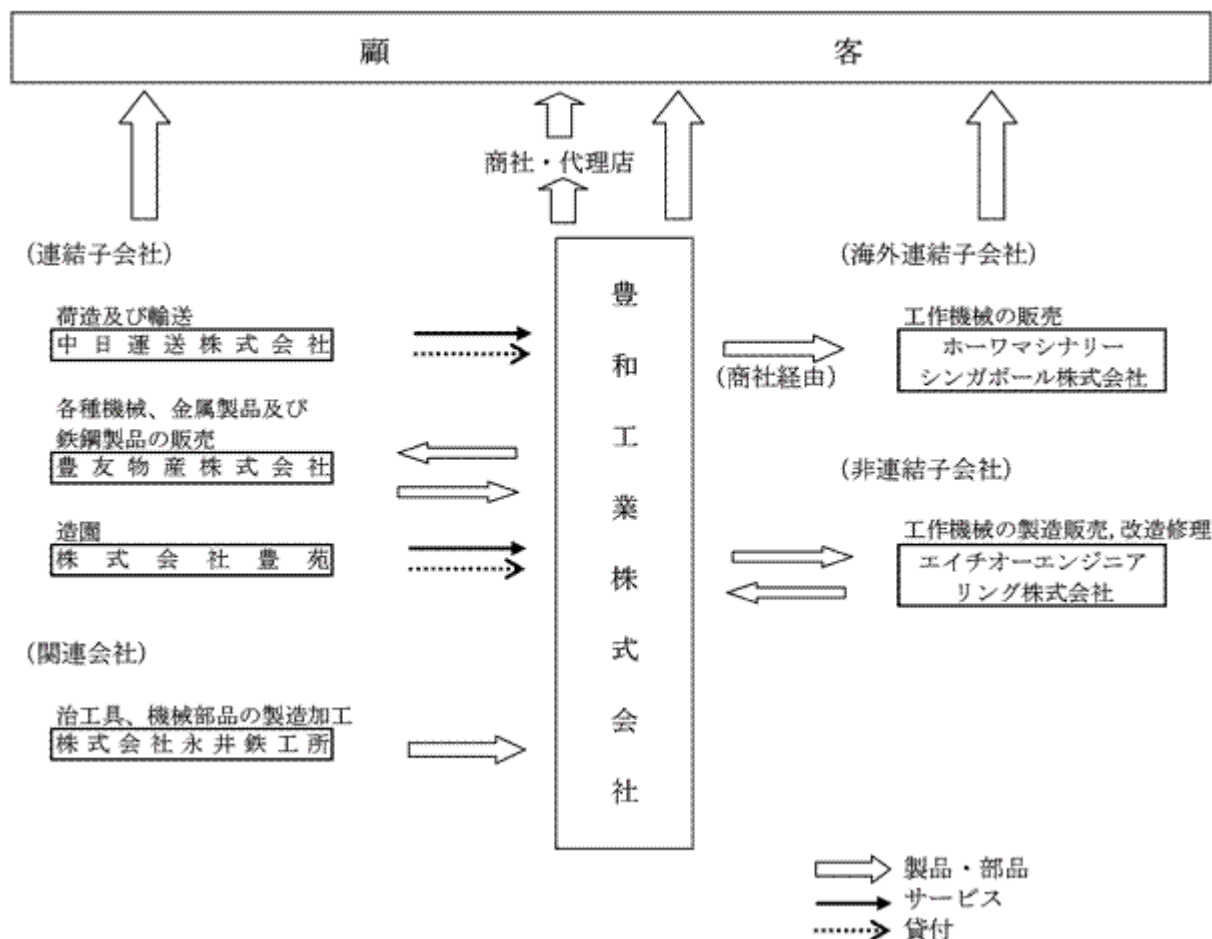 顧客
商社・代理店
(連結子会社)
荷造及び輸送
中日運送株式会社
各種機械、金属製品及び
鉄鋼製品の販売
豊友物産株式会社
造園
株式会社豊苑
(関連会社)
治工具、機械部品の製造加工
株式会社永井鉄工所
豊和工業株式会社
(海外連結子会社)
工作機械の販売
ホーワマシナリー
シンガポール株式会社
(商社経由)
(非連結子会社)
工作機械の製造販売,改造修理
エイチオーエンジニア
リング株式会社
製品・部品
サービス
貸付